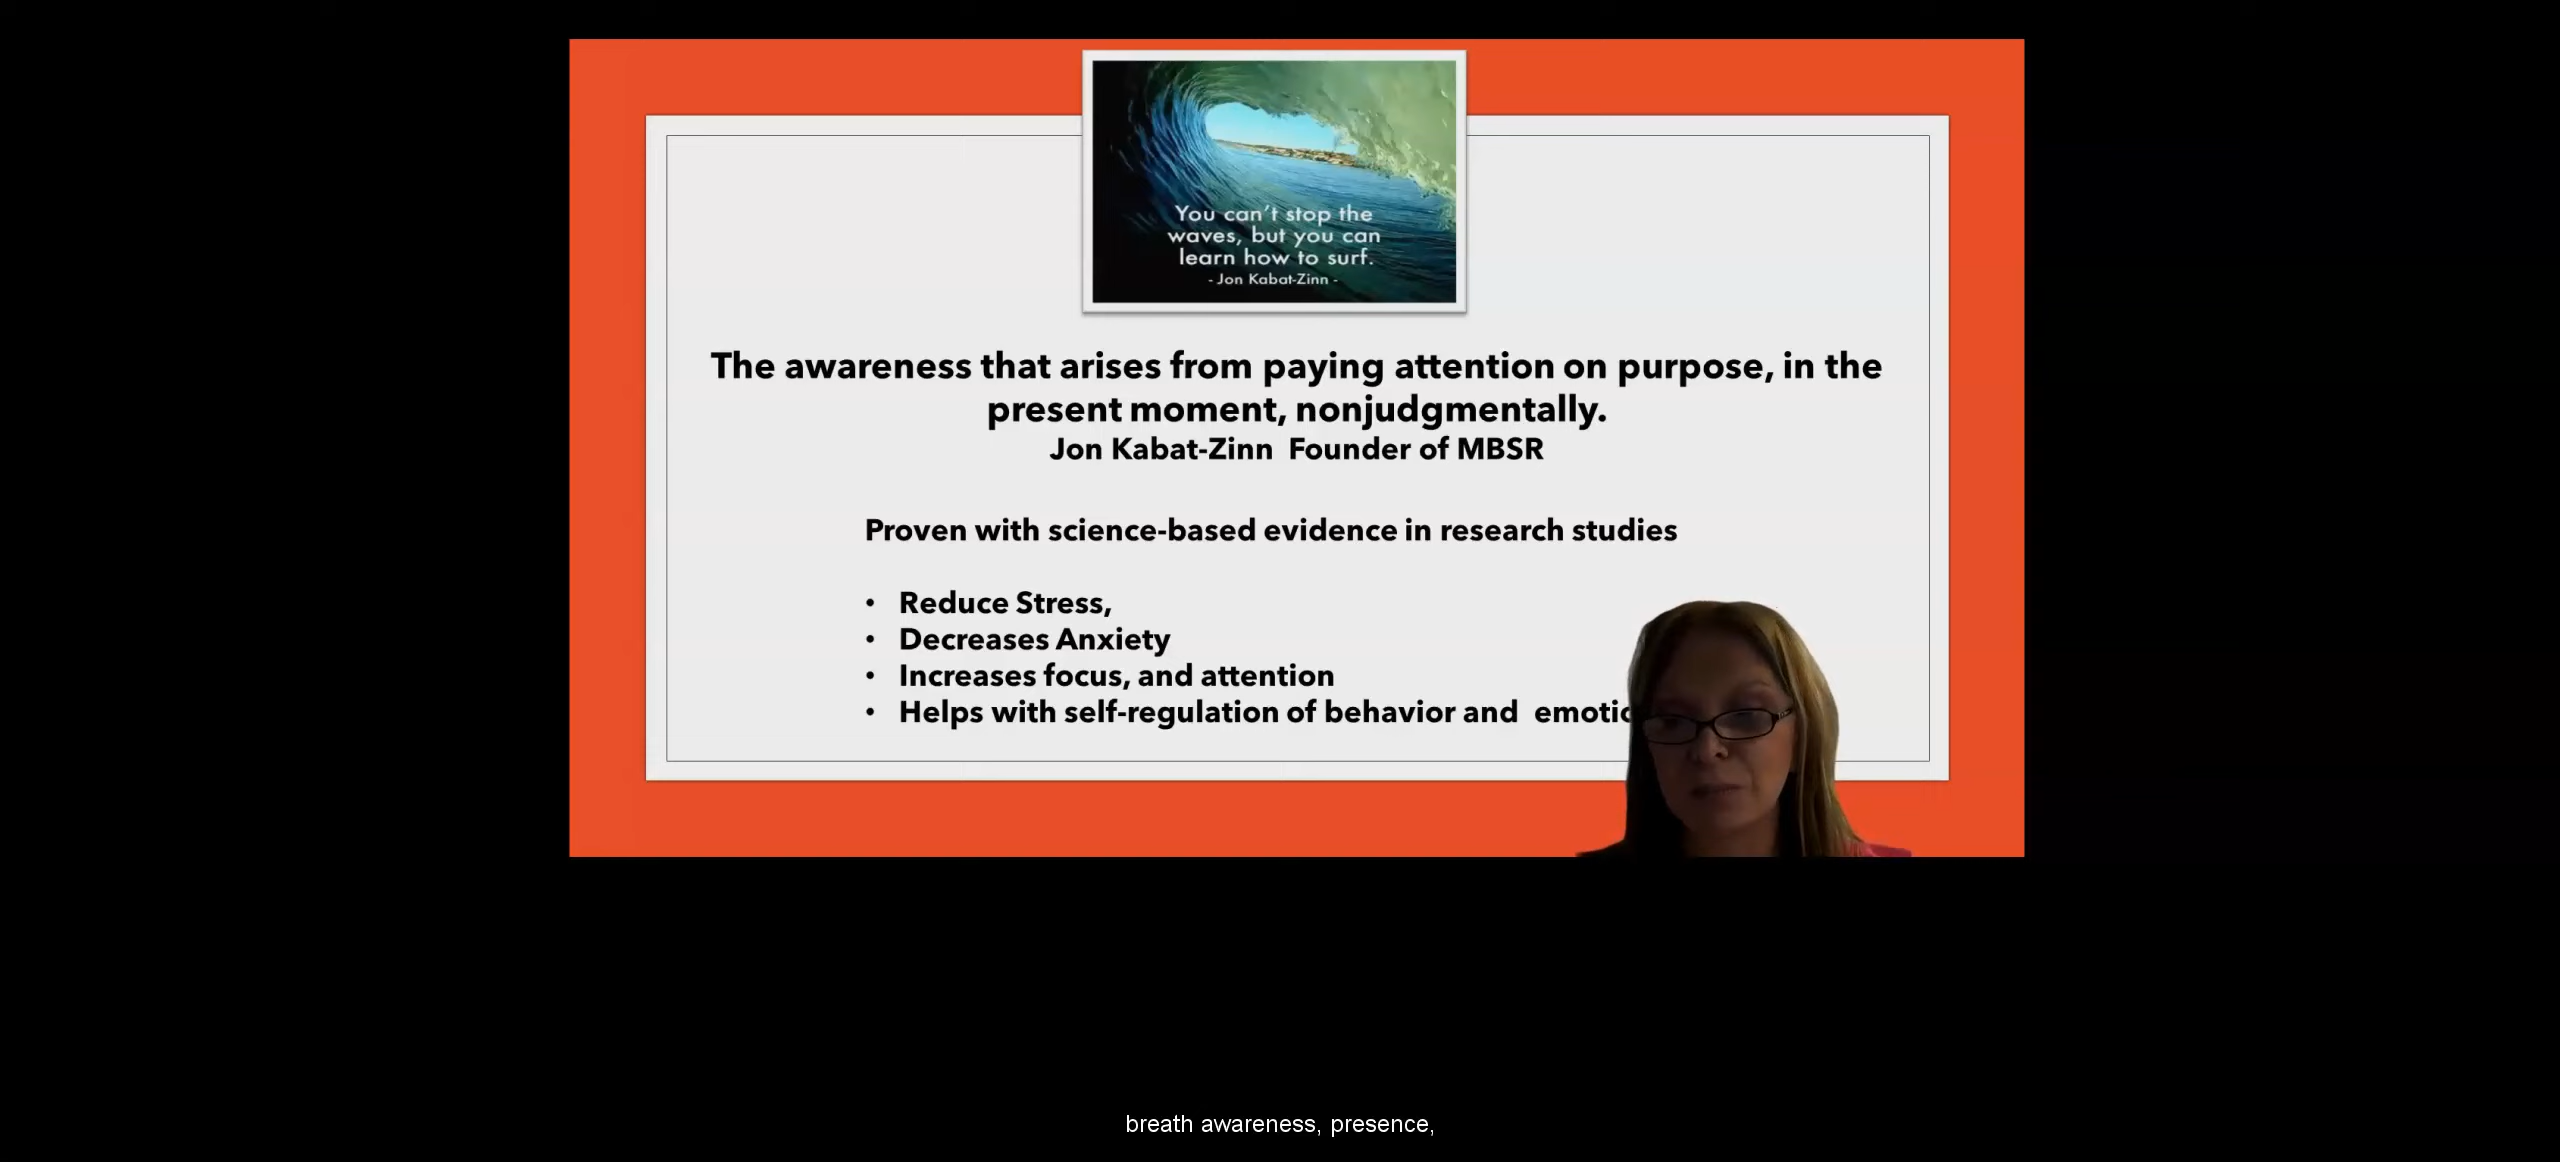 You can't stop the
waves, but you can
learn how to surf.
- Jon Kabat-Zinn -
The awareness that arises from paying attention on purpose, in the
present moment, nonjudgmentally.
Jon Kabat-Zinn Founder of MBSR
Proven with science-based evidence in research studies
• Reduce Stress,
• Decreases Anxiety
• Increases focus, and attention
• Helps with self-regulation of behavior and
breath awareness, presence,